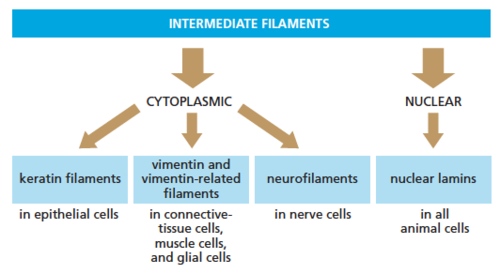 INTERMEDIATE FILAMENTS
CYTOPLASMIC
NUCLEAR
keratin filaments
in epithelial cells
vimentin and
vimentin-related
filaments
in connective-
tissue cells,
muscle cells,
and glial cells
neurofilaments
in nerve cells
nuclear lamins
in all
animal cells